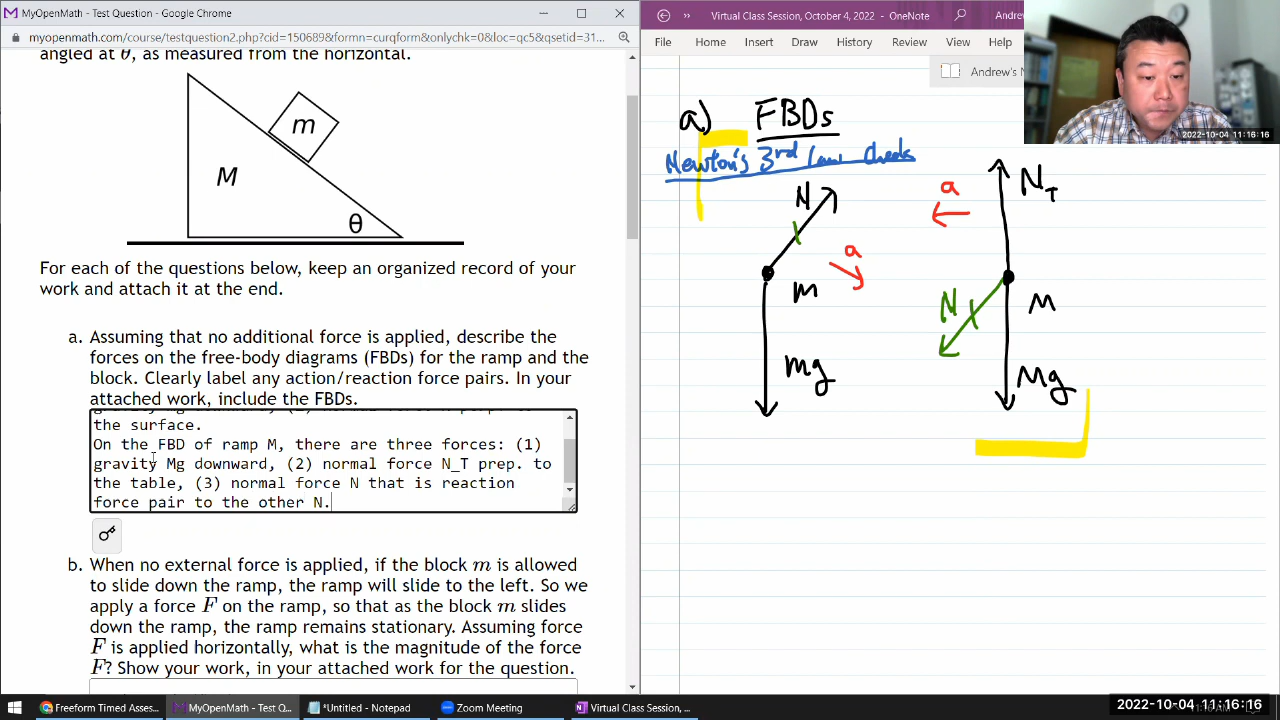 MyOpenMath - Test Question - Google Chrome
myopenmath.com/course/testquestion2.php?cid=150689&formn=curqform&onlychk=0&loc=qc5&qsetid=31...
angled at θ, as measured from the horizontal.
m
M
θ
For each of the questions below, keep an organized record of your
work and attach it at the end.
a. Assuming that no additional force is applied, describe the
forces on the free-body diagrams (FBDs) for the ramp and the
block. Clearly label any action/reaction force pairs. In your
attached work, include the FBDs.
the surface.
On the FBD of ramp M, there are three forces: (1)
gravity Mg downward, (2) normal force N_T prep. to
the table, (3) normal force N that is reaction
force pair to the other N.
b. When no external force is applied, if the block m is allowed
to slide down the ramp, the ramp will slide to the left. So we
apply a force F on the ramp, so that as the block m slides
down the ramp, the ramp remains stationary. Assuming force
F is applied horizontally, what is the magnitude of the force
F? Show your work, in your attached work for the question.
Virtual Class Session, October 4, 2022 - OneNote
Andrew
File Home Insert Draw History Review View Help
Andrew's N
2022-10-04 11:16:16
a) FBDs
Newton's 3rd law checks
N
a
m
mg
a
N_T
N
M
Mg
Freeform Timed Asses...
MyOpenMath - Test Q...
*Untitled - Notepad
Zoom Meeting
Virtual Class Session, ...
2022-10-04 11:16:16